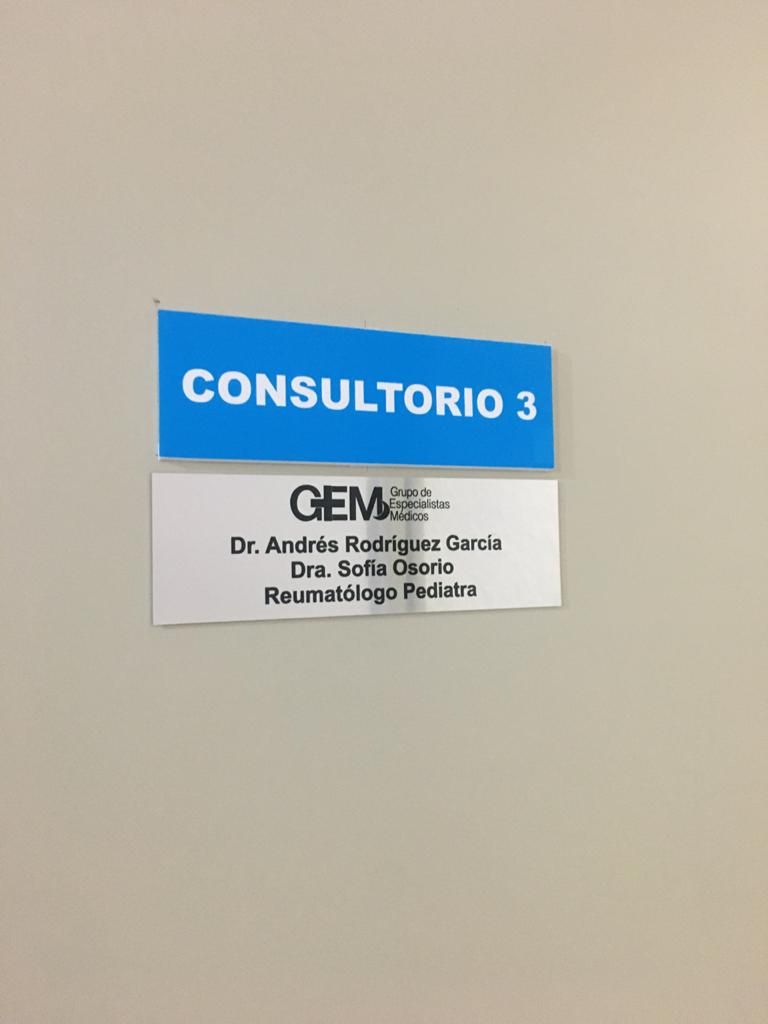 CONSULTORIO 3
GEM
Grupo de
Especialistas
Médicos
Dr. Andrés Rodríguez García
Dra. Sofía Osorio
Reumatólogo Pediatra